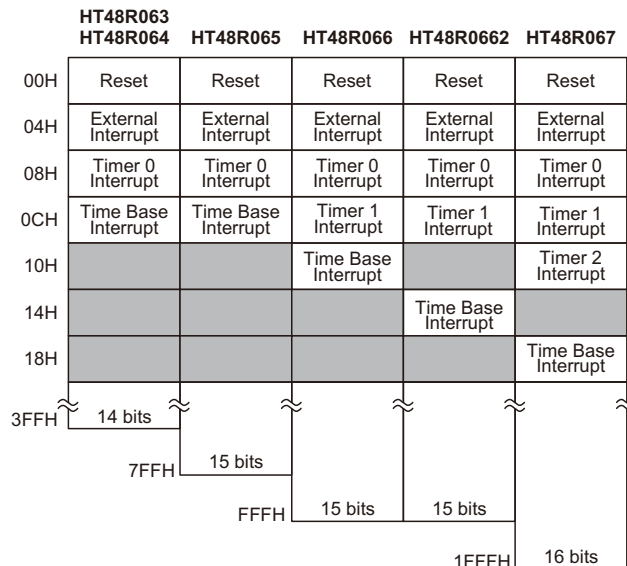 HT48R063
HT48R064 HT48R065 HT48R066 HT48R0662 HT48R067
00H Reset Reset Reset Reset Reset
04H External Interrupt External Interrupt External Interrupt External Interrupt External Interrupt
08H Timer 0 Interrupt Timer 0 Interrupt Timer 0 Interrupt Timer 0 Interrupt Timer 0 Interrupt
0CH Time Base Interrupt Time Base Interrupt Timer 1 Interrupt Timer 1 Interrupt Timer 1 Interrupt
10H Time Base Interrupt Timer 2 Interrupt
14H Time Base Interrupt
18H Time Base Interrupt
3FFH 14 bits
7FFH 15 bits
FFFH 15 bits 15 bits
1FFFH 16 bits